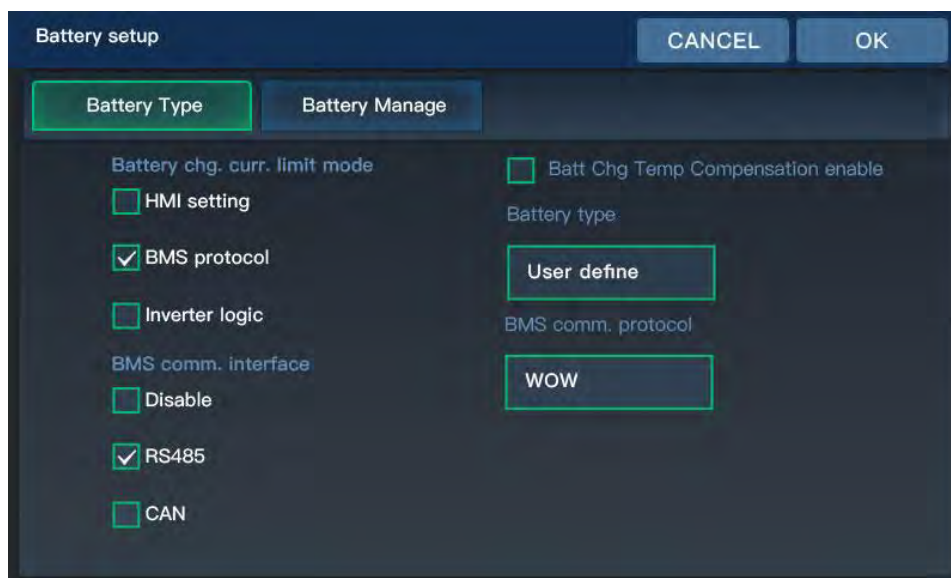 Battery setup
CANCEL
OK
Battery Type
Battery Manage
Battery chg. curr. limit mode
HMI setting
BMS protocol
Inverter logic
BMS comm. interface
Disable
RS485
CAN
Batt Chg Temp Compensation enable
Battery type
User define
BMS comm. protocol
WOW